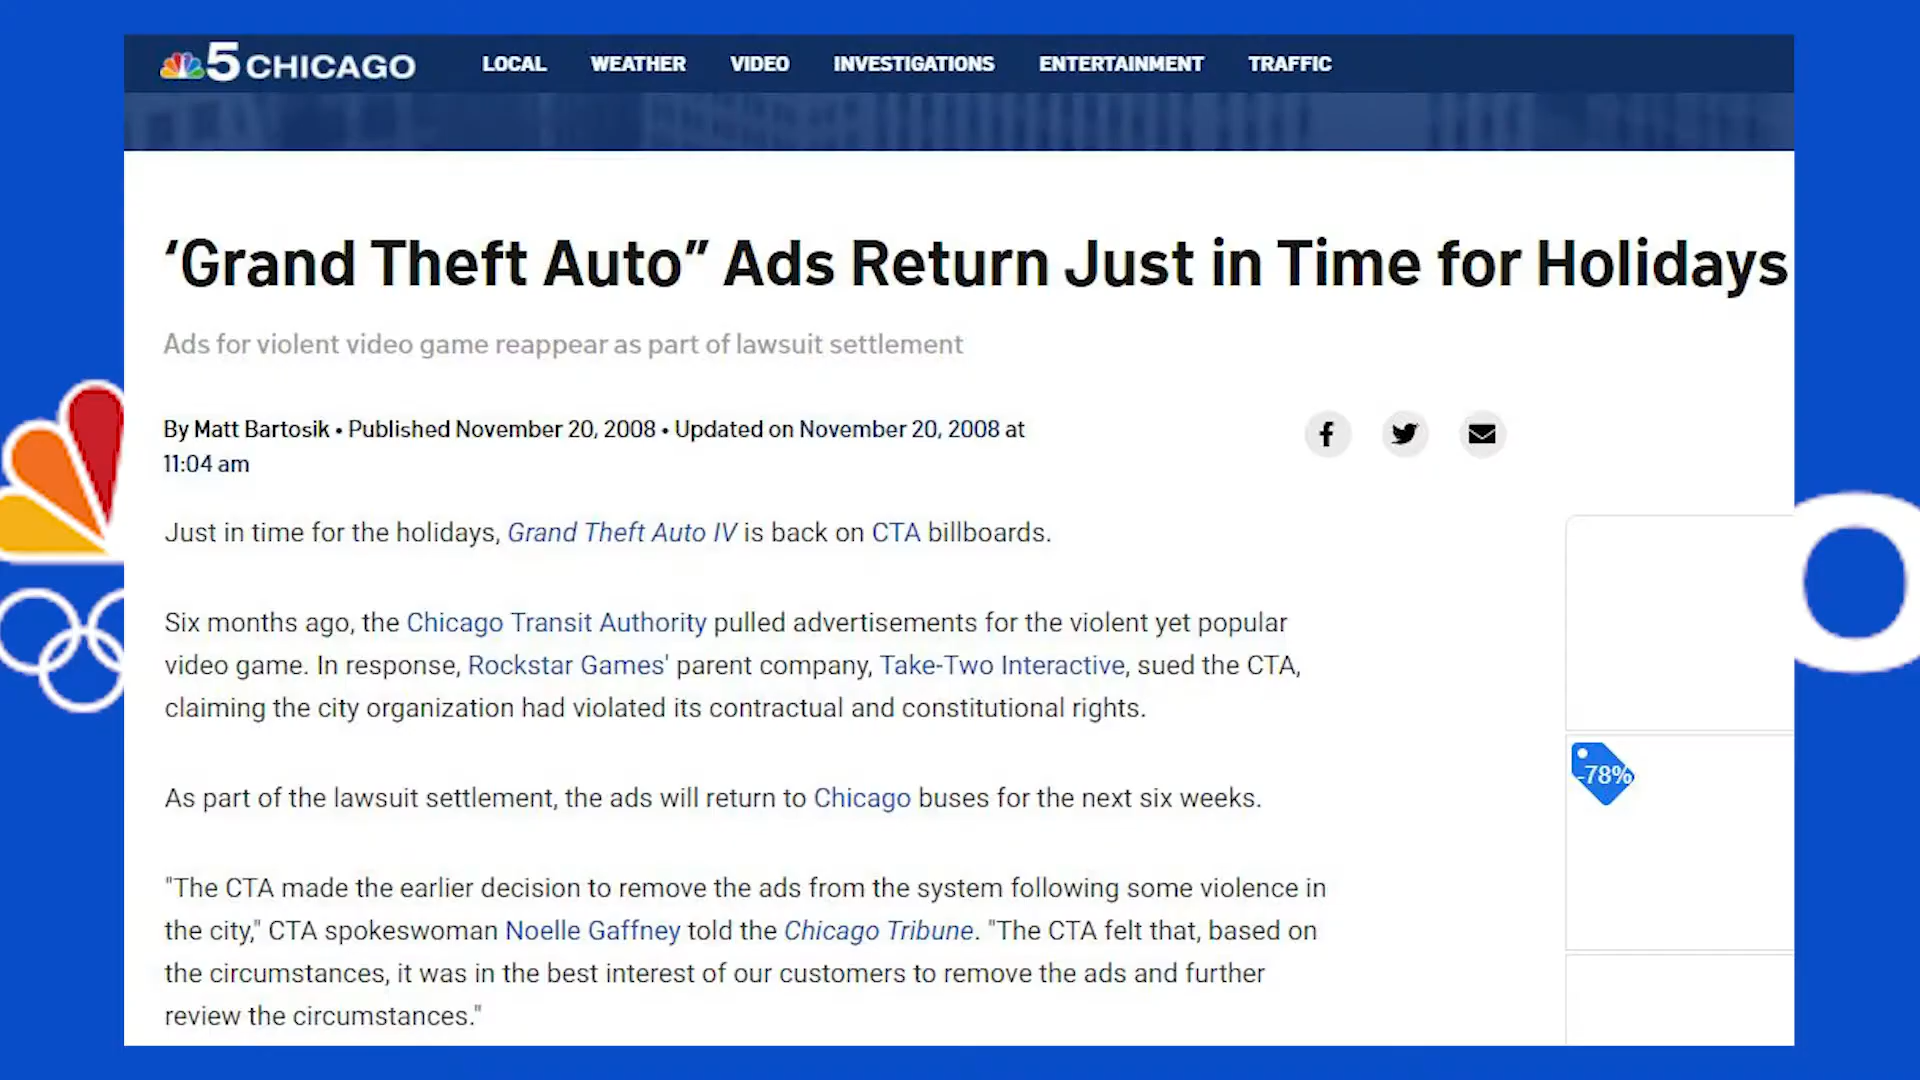 5 CHICAGO LOCAL WEATHER VIDEO INVESTIGATIONS ENTERTAINMENT TRAFFIC
‘Grand Theft Auto” Ads Return Just in Time for Holidays
Ads for violent video game reappear as part of lawsuit settlement
By Matt Bartosik • Published November 20, 2008 • Updated on November 20, 2008 at
11:04 am
Just in time for the holidays, Grand Theft Auto IV is back on CTA billboards.
Six months ago, the Chicago Transit Authority pulled advertisements for the violent yet popular
video game. In response, Rockstar Games' parent company, Take-Two Interactive, sued the CTA,
claiming the city organization had violated its contractual and constitutional rights.
As part of the lawsuit settlement, the ads will return to Chicago buses for the next six weeks.
-78%
"The CTA made the earlier decision to remove the ads from the system following some violence in
the city," CTA spokeswoman Noelle Gaffney told the Chicago Tribune. "The CTA felt that, based on
the circumstances, it was in the best interest of our customers to remove the ads and further
review the circumstances."